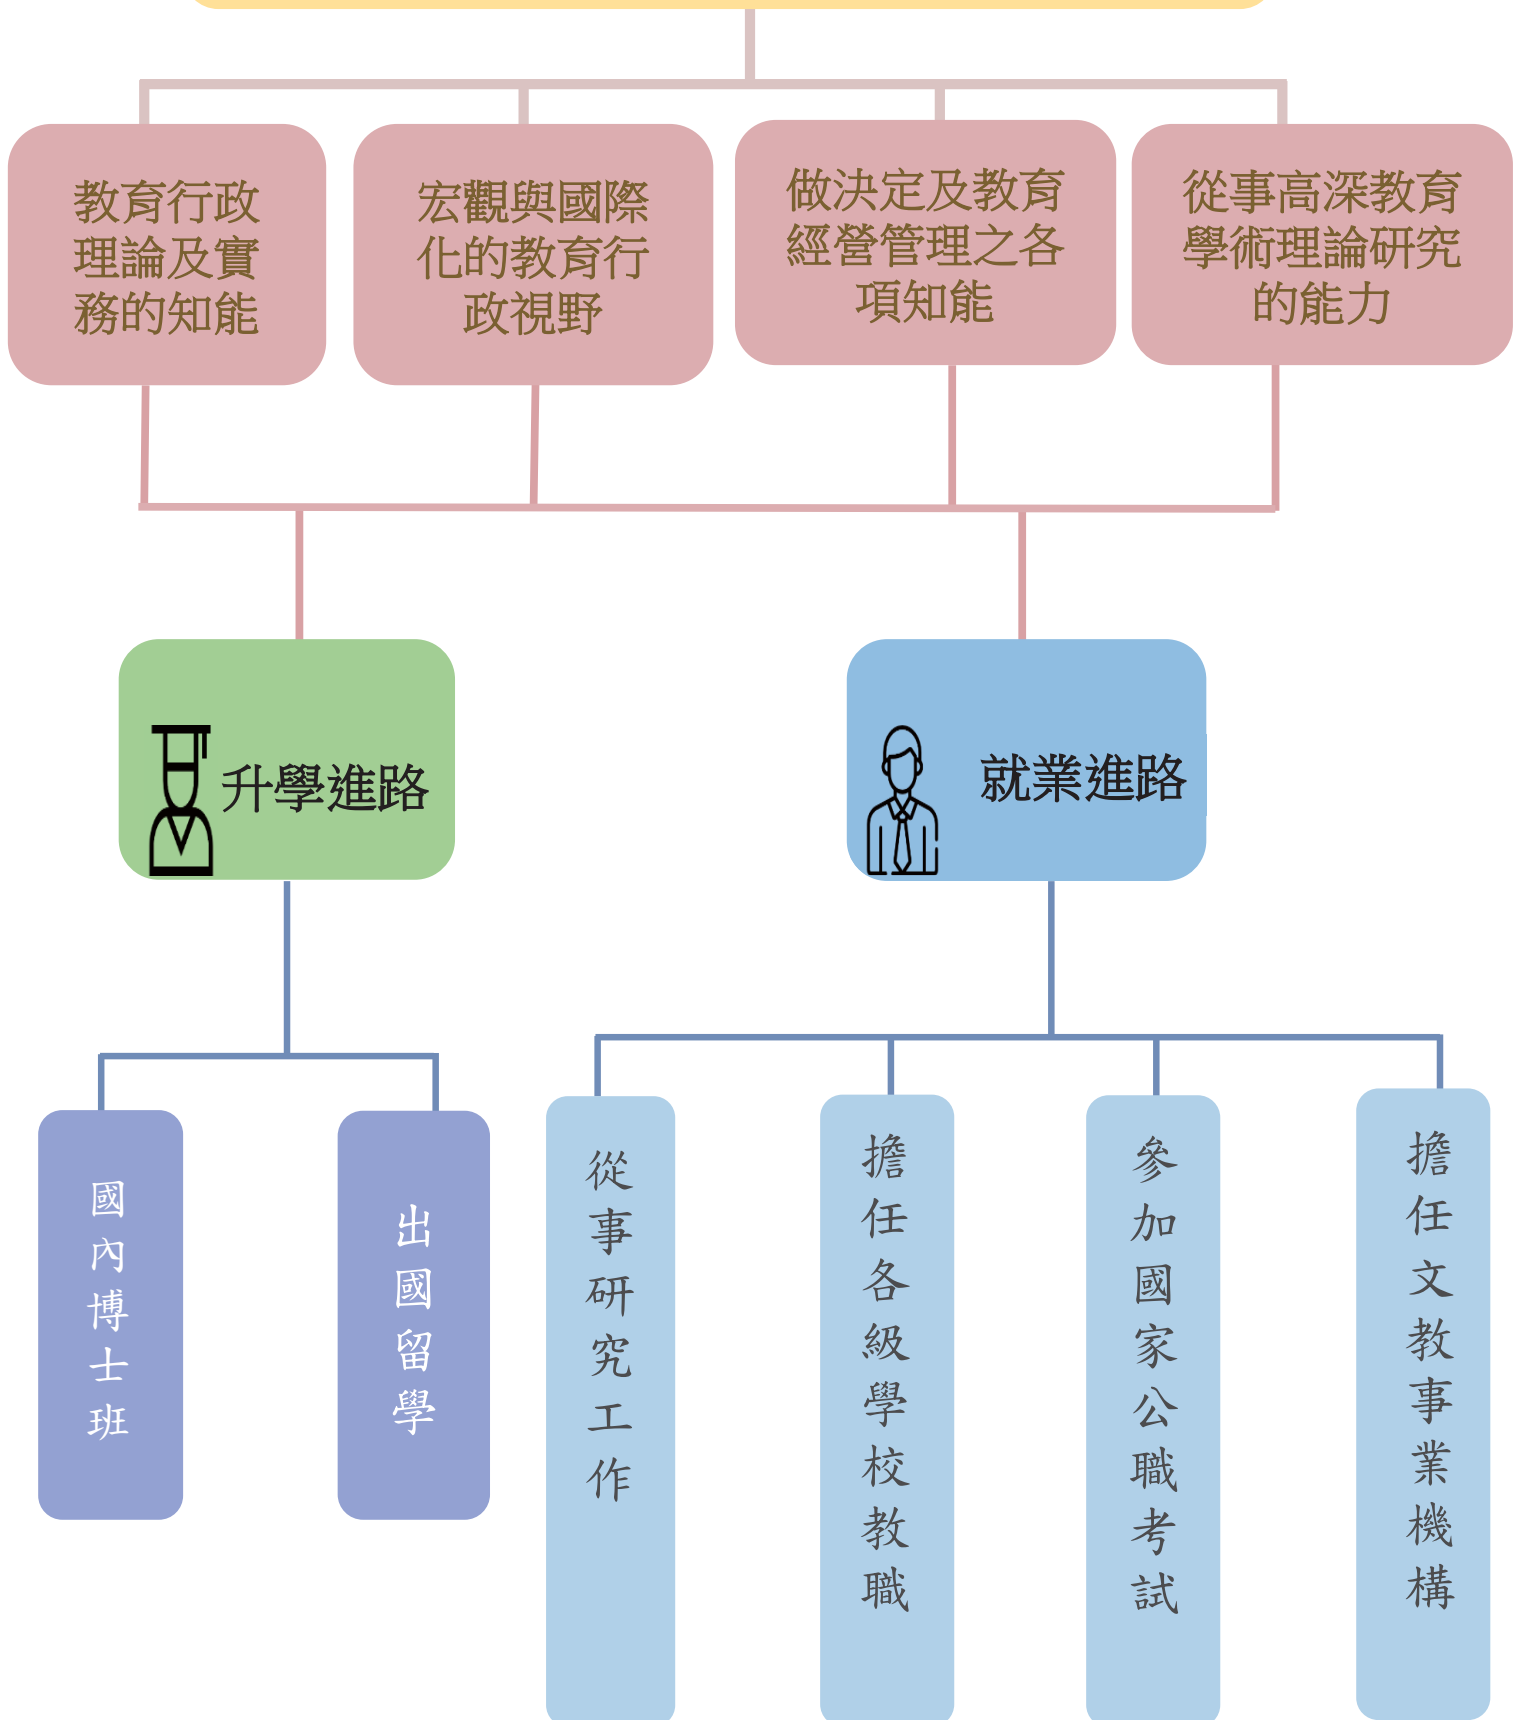 教育行政
理論及實
務的知能
宏觀與國際
化的教育行
政視野
做決定及教育
經營管理之各
項知能
從事高深教育
學術理論研究
的能力
升學進路
就業進路
國內博士班
出國留學
從事研究工作
擔任各級學校教職
參加國家公職考試
擔任文教事業機構